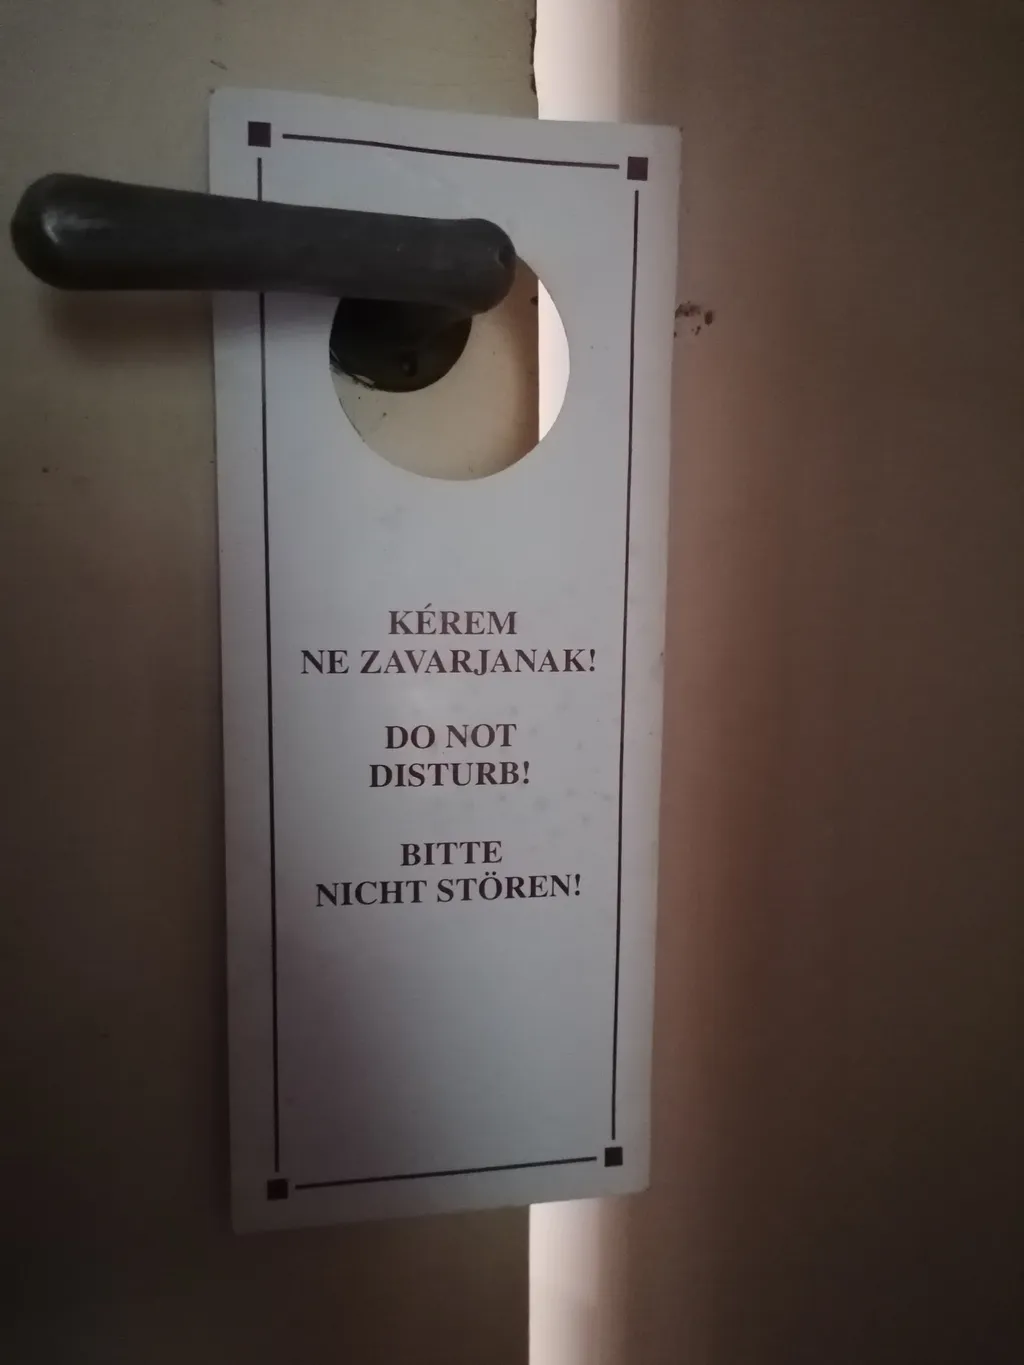 KÉREM
NE ZAVARJANAK!
DO NOT
DISTURB!
BITTE
NICHT STÖREN!